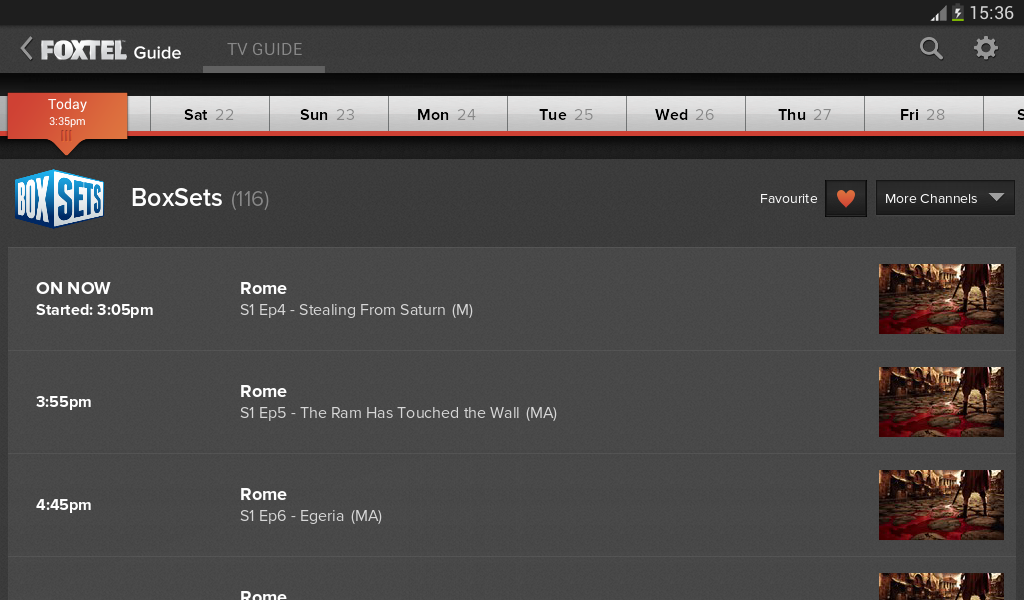 15:36
FOXTEL Guide
TV GUIDE
Today
3:35pm
Sat 22
Sun 23
Mon 24
Tue 25
Wed 26
Thu 27
Fri 28
S
BOX SETS
BoxSets (116)
Favourite
More Channels
ON NOW
Started: 3:05pm
Rome
S1 Ep4 - Stealing From Saturn (M)
3:55pm
Rome
S1 Ep5 - The Ram Has Touched the Wall (MA)
4:45pm
Rome
S1 Ep6 - Egeria (MA)
Rome